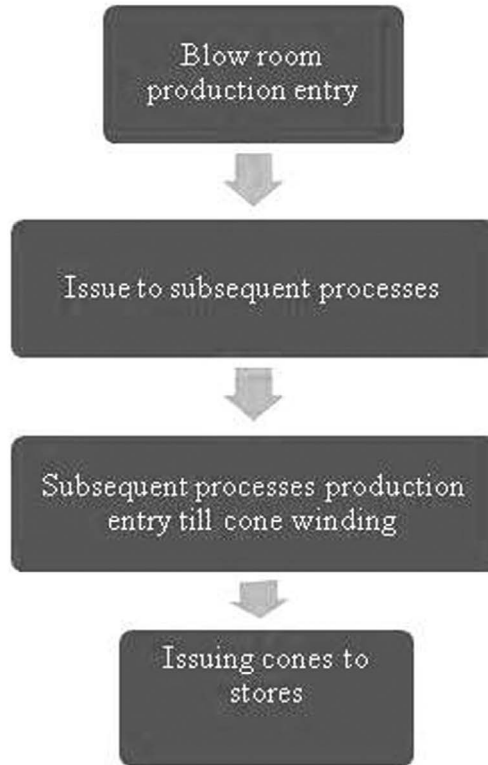 Blow room
production entry
Issue to subsequent processes
Subsequent processes production
entry till cone winding
Issuing cones to
stores